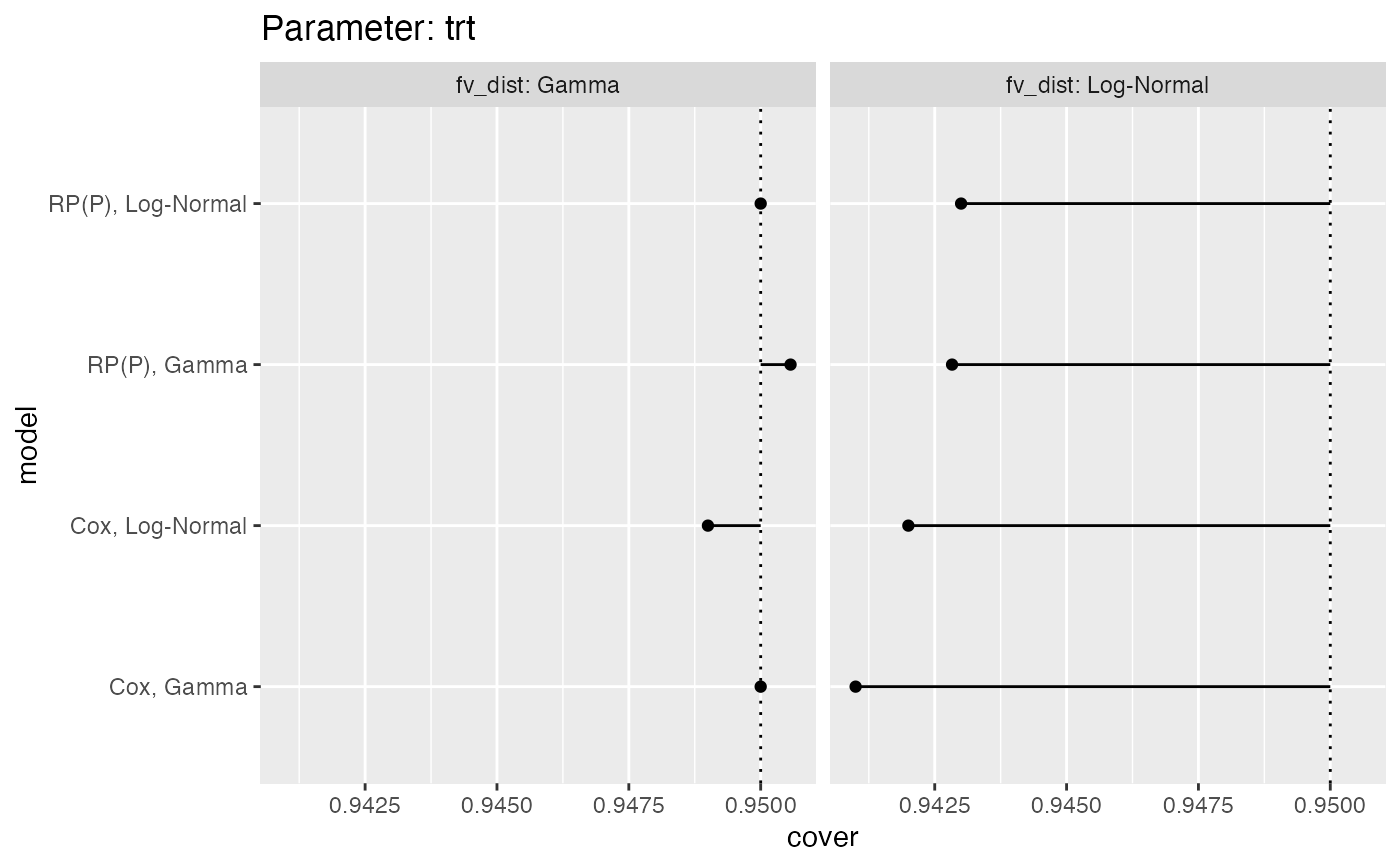 Parameter: trt
fv_dist: Gamma
fv_dist: Log-Normal
RP(P), Log-Normal
RP(P), Gamma
Cox, Log-Normal
Cox, Gamma
model
0.9425 0.9450 0.9475 0.9500
0.9425 0.9450 0.9475 0.9500
cover